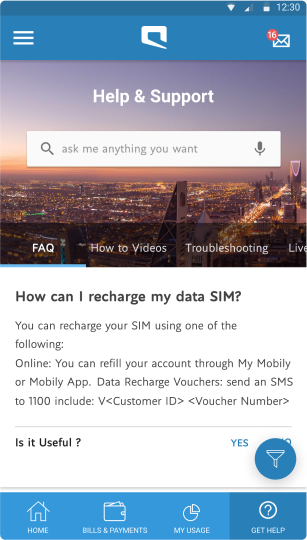 12:30
16
Help & Support
ask me anything you want
FAQ How to Videos Troubleshooting Live
How can I recharge my data SIM?
You can recharge your SIM using one of the
following:
Online: You can refill your account through My Mobily
or Mobily App. Data Recharge Vouchers: send an SMS
to 1100 include: V<Customer ID> <Voucher Number>
Is it Useful ? YES
HOME BILLS & PAYMENTS MY USAGE GET HELP